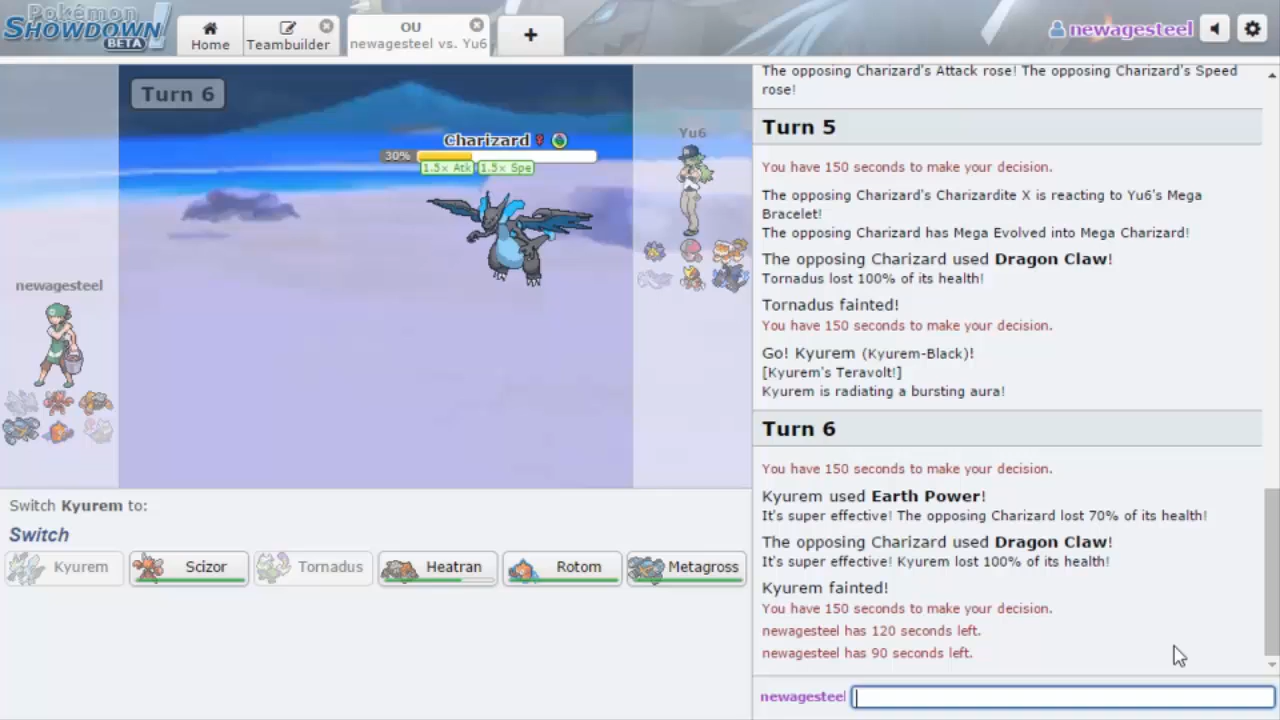 Pokémon
SHOWDOWN!
BETA
Home
Teambuilder
OU
newagesteel vs. Yu6
+
newagesteel
Turn 6
Charizard
30%
1.5× Atk 1.5× Spe
Yu6
newagesteel
Switch Kyurem to:
Switch
Kyurem
Scizor
Tornadus
Heatran
Rotom
Metagross
The opposing Charizard's Attack rose! The opposing Charizard's Speed
rose!
Turn 5
You have 150 seconds to make your decision.
The opposing Charizard's Charizardite X is reacting to Yu6's Mega
Bracelet!
The opposing Charizard has Mega Evolved into Mega Charizard!
The opposing Charizard used Dragon Claw!
Tornadus lost 100% of its health!
Tornadus fainted!
You have 150 seconds to make your decision.
Go! Kyurem (Kyurem-Black)!
[Kyurem's Teravolt!]
Kyurem is radiating a bursting aura!
Turn 6
You have 150 seconds to make your decision.
Kyurem used Earth Power!
It's super effective! The opposing Charizard lost 70% of its health!
The opposing Charizard used Dragon Claw!
It's super effective! Kyurem lost 100% of its health!
Kyurem fainted!
You have 150 seconds to make your decision.
newagesteel has 120 seconds left.
newagesteel has 90 seconds left.
newagesteel